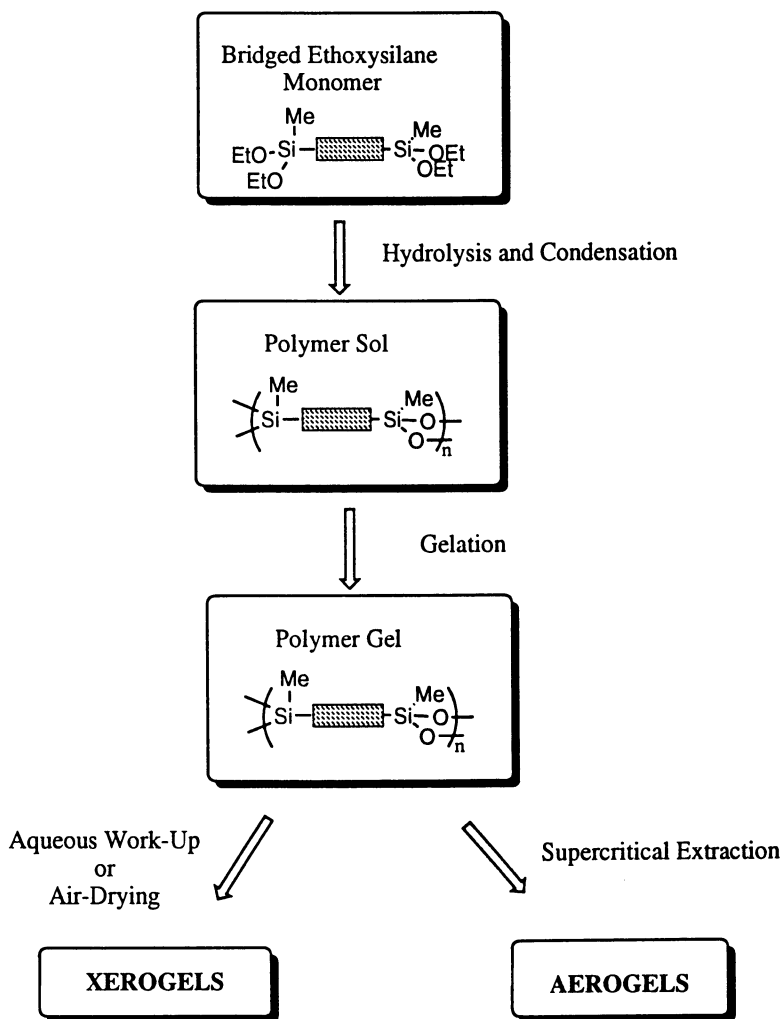 Bridged Ethoxysilane
Monomer
Me
Me
EtO
Si
Si
OEt
EtO
OEt
Hydrolysis and Condensation
Polymer Sol
Me
Me
Si
Si
O
O
n
Gelation
Polymer Gel
Me
Me
Si
Si
O
O
n
Aqueous Work-Up
or
Air-Drying
Supercritical Extraction
XEROGELS
AEROGELS